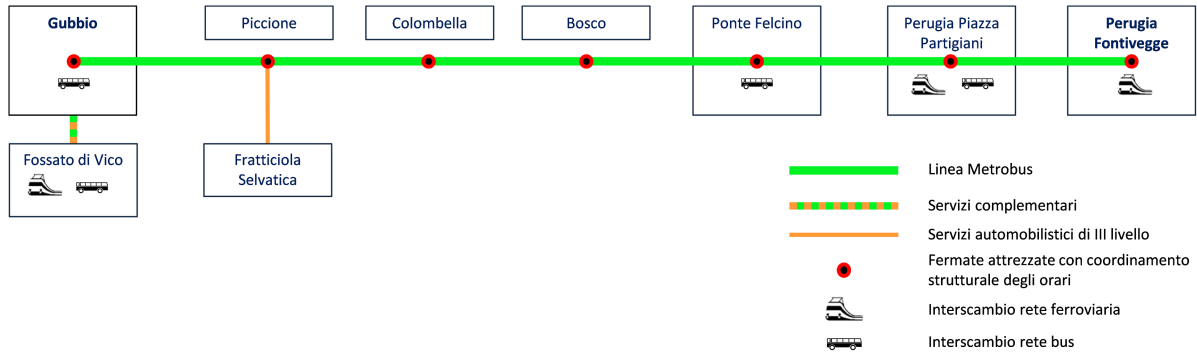 Gubbio
Piccione
Colombella
Bosco
Ponte Felcino
Perugia Piazza
Partigiani
Perugia
Fontivegge
Fossato di Vico
Fratticiola
Selvatica
Linea Metrobus
Servizi complementari
Servizi automobilistici di III livello
Fermate attrezzate con coordinamento
strutturale degli orari
Interscambio rete ferroviaria
Interscambio rete bus